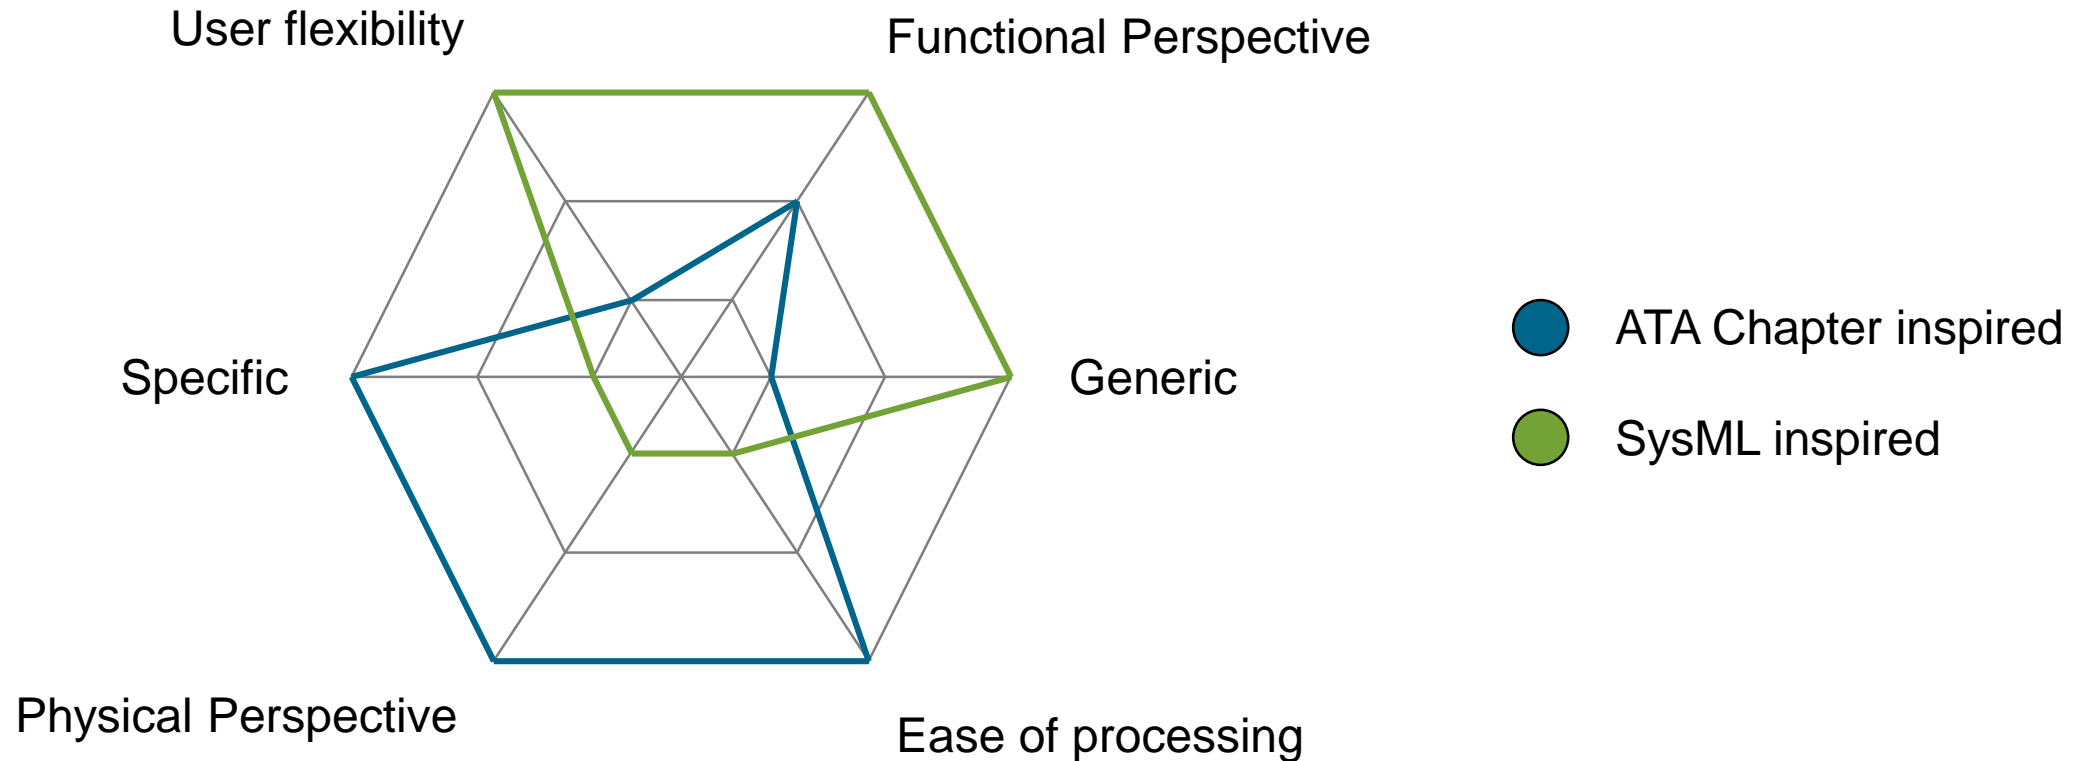 User flexibility
Functional Perspective
Specific
Generic
Physical Perspective
Ease of processing
ATA Chapter inspired
SysML inspired